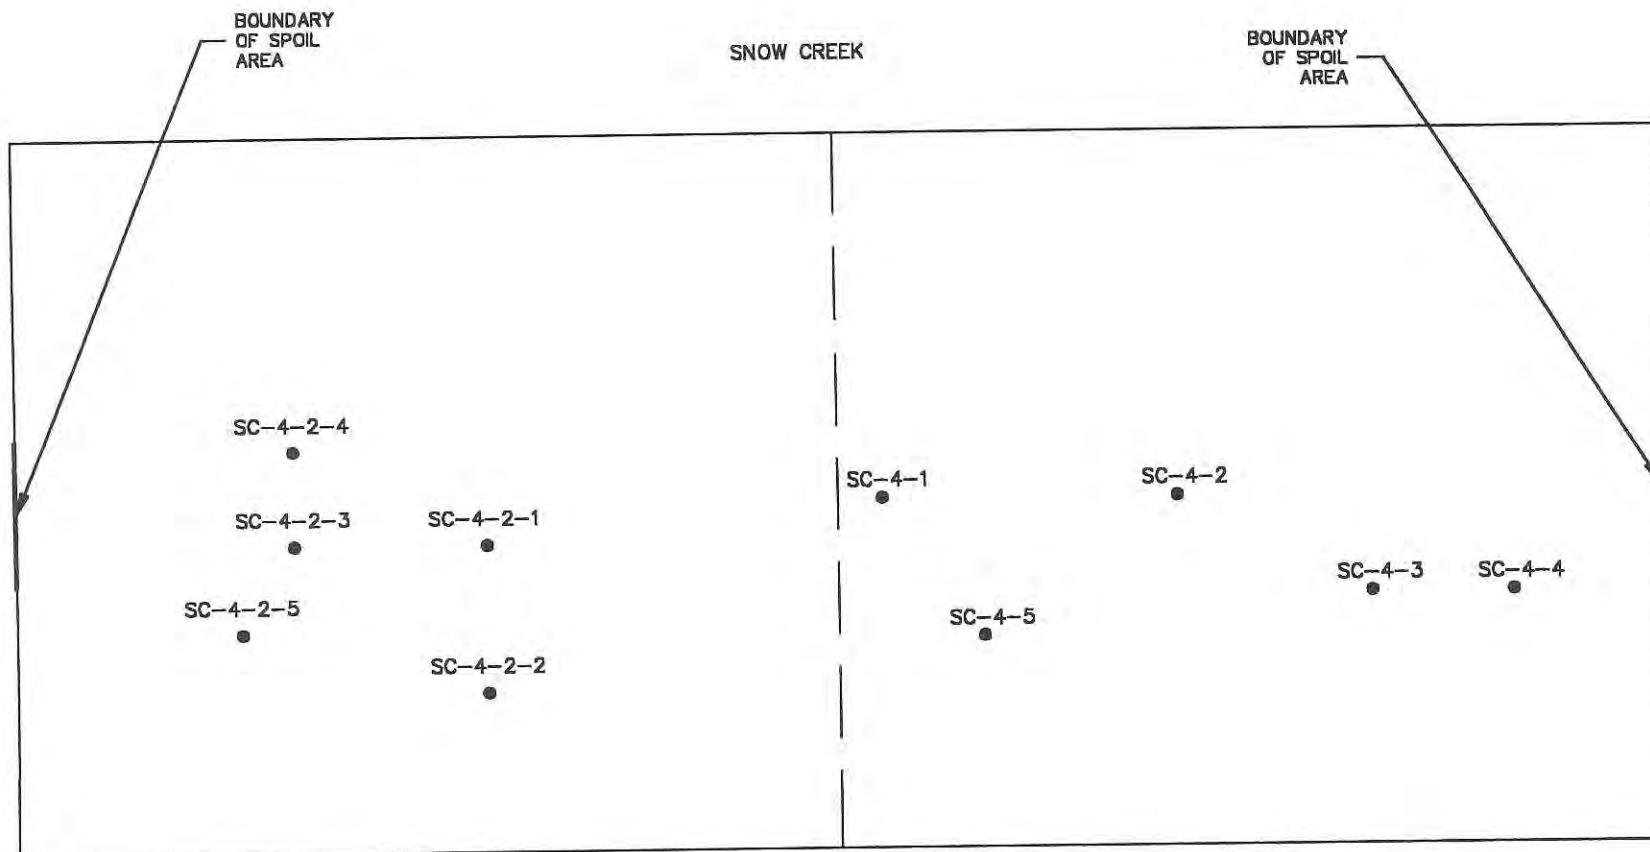 BOUNDARY
OF SPOIL
AREA
SNOW CREEK
BOUNDARY
OF SPOIL
AREA
SC-4-2-4
SC-4-1
SC-4-2
SC-4-2-3
SC-4-2-1
SC-4-3
SC-4-4
SC-4-2-5
SC-4-5
SC-4-2-2